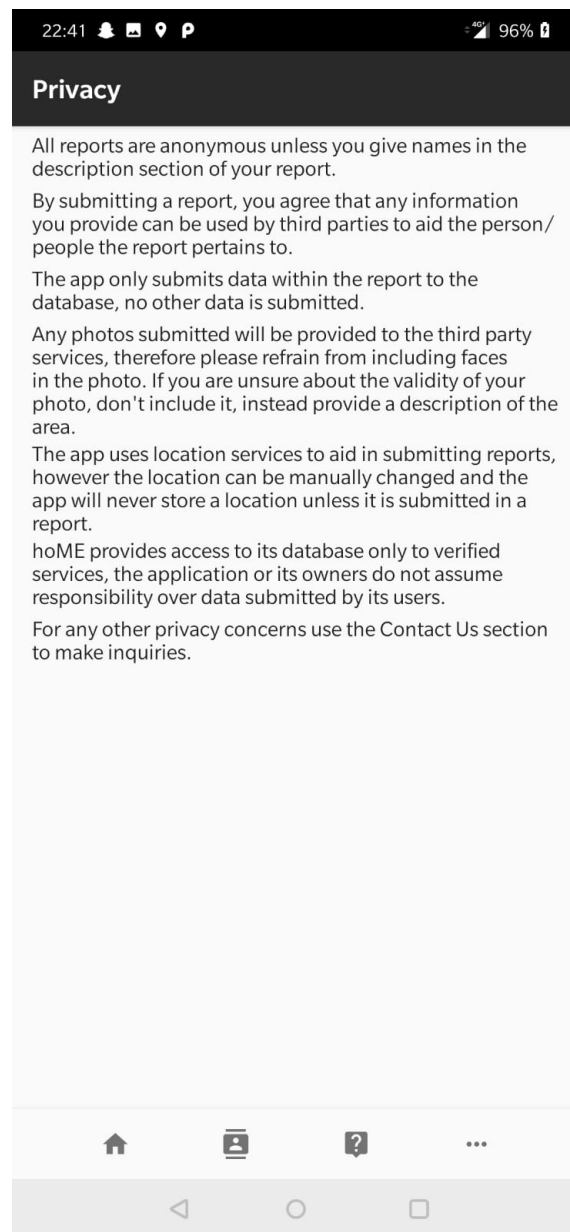 22:41
4G+
96%
Privacy
All reports are anonymous unless you give names in the
description section of your report.
By submitting a report, you agree that any information
you provide can be used by third parties to aid the person/
people the report pertains to.
The app only submits data within the report to the
database, no other data is submitted.
Any photos submitted will be provided to the third party
services, therefore please refrain from including faces
in the photo. If you are unsure about the validity of your
photo, don't include it, instead provide a description of the
area.
The app uses location services to aid in submitting reports,
however the location can be manually changed and the
app will never store a location unless it is submitted in a
report.
hoME provides access to its database only to verified
services, the application or its owners do not assume
responsibility over data submitted by its users.
For any other privacy concerns use the Contact Us section
to make inquiries.